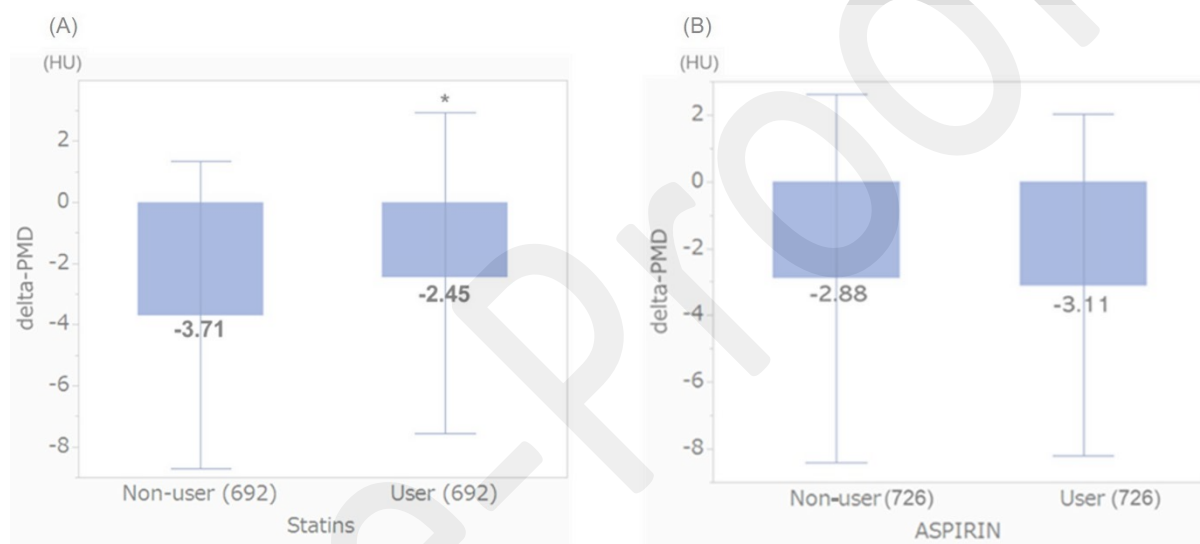 (A)
(HU)
delta-PMD
2
0
-2
-4
-6
-8
*
-3.71
-2.45
Non-user (692)
User (692)
Statins
(B)
(HU)
delta-PMD
2
0
-2
-4
-6
-8
-2.88
-3.11
Non-user (726)
User (726)
ASPIRIN
e-Proo